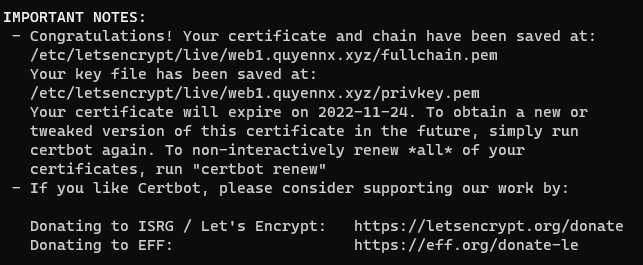 IMPORTANT NOTES:
- Congratulations! Your certificate and chain have been saved at:
/etc/letsencrypt/live/web1.quyennx.xyz/fullchain.pem
Your key file has been saved at:
/etc/letsencrypt/live/web1.quyennx.xyz/privkey.pem
Your certificate will expire on 2022-11-24. To obtain a new or
tweaked version of this certificate in the future, simply run
certbot again. To non-interactively renew *all* of your
certificates, run "certbot renew"
- If you like Certbot, please consider supporting our work by:
Donating to ISRG / Let's Encrypt:   https://letsencrypt.org/donate
Donating to EFF:                    https://eff.org/donate-le